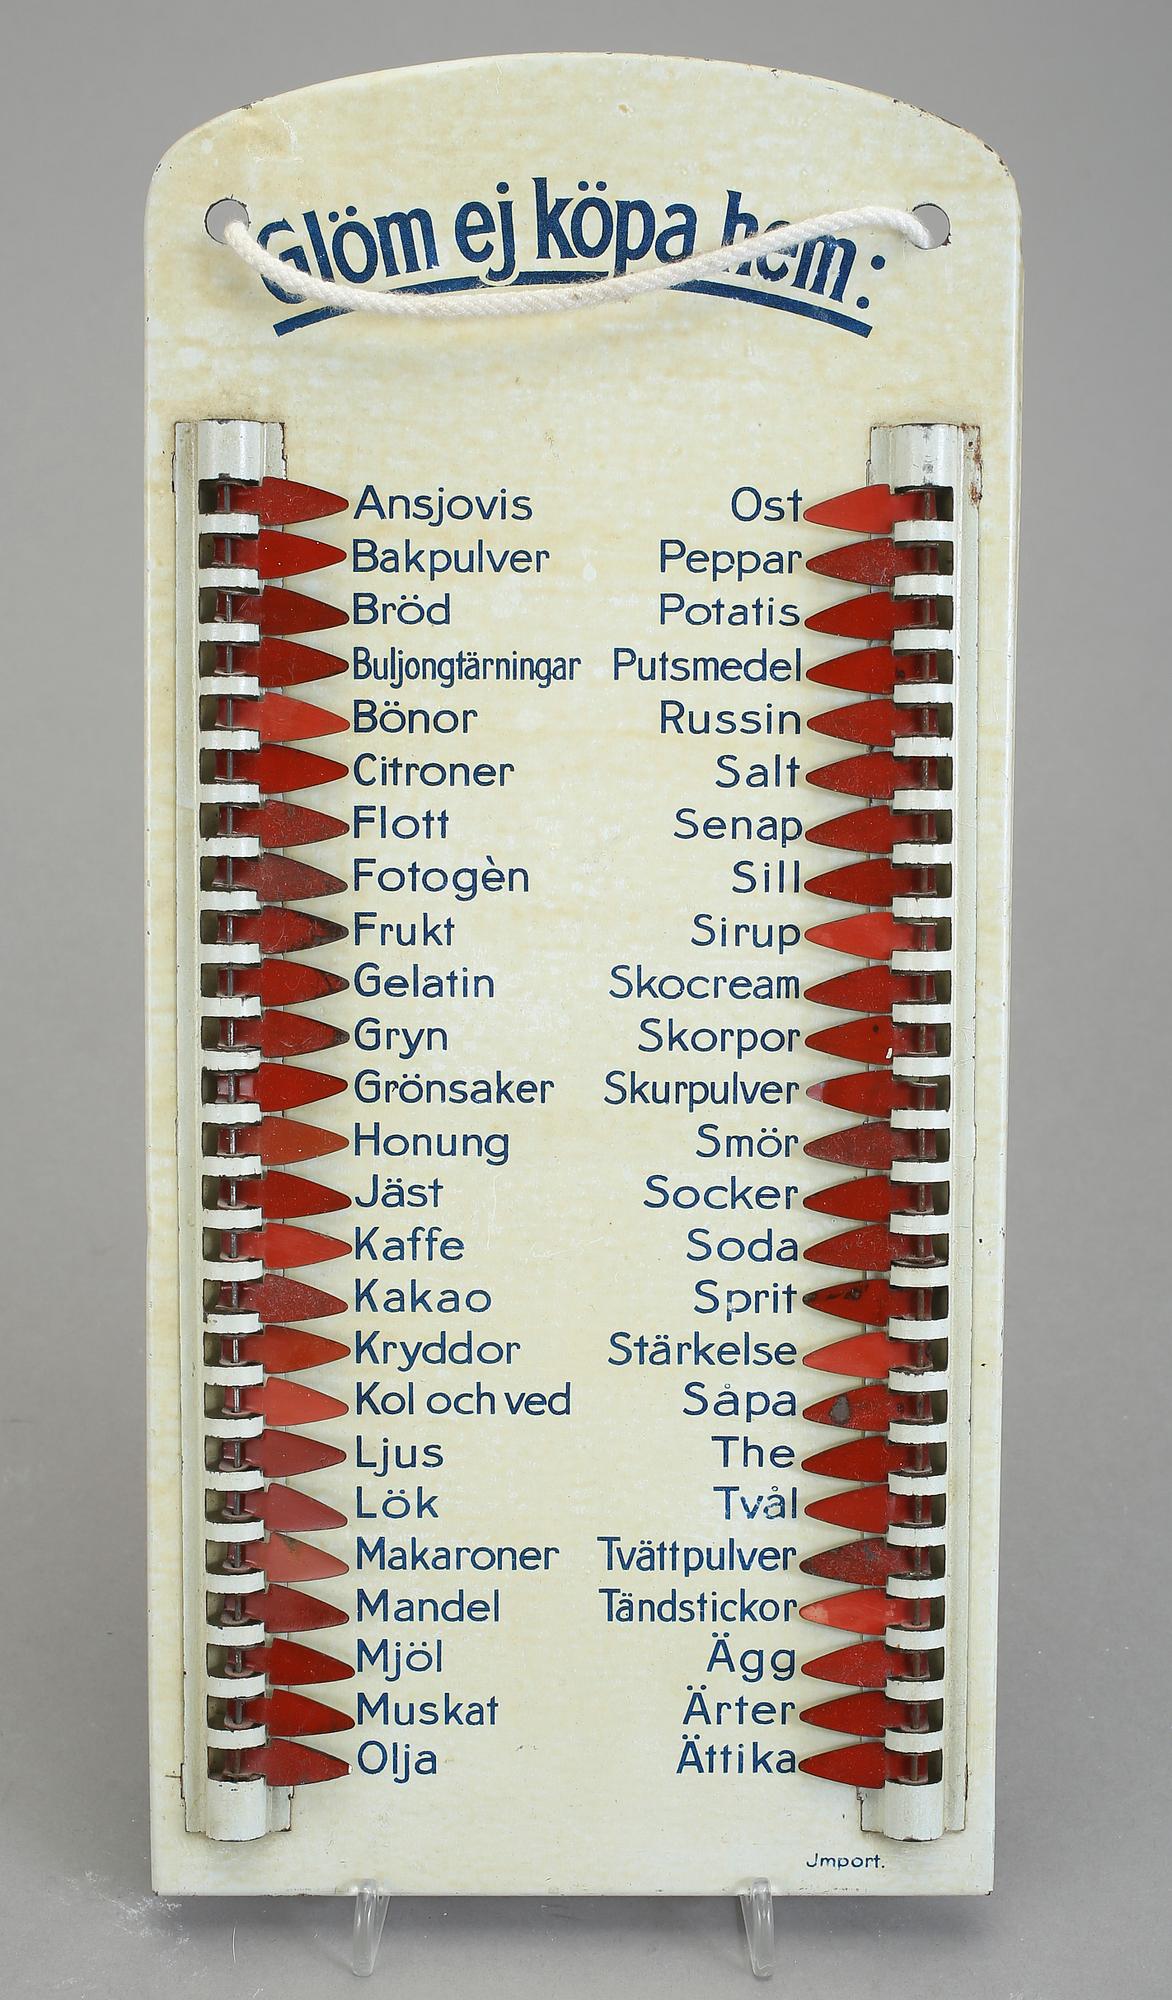 Glöm ej köpa hem:
Ansjovis
Bakpulver
Bröd
Buljongtärningar
Bönor
Citroner
Flott
Fotogèn
Frukt
Gelatin
Gryn
Grönsaker
Honung
Jäst
Kaffe
Kakao
Kryddor
Kol och ved
Ljus
Lök
Makaroner
Mandel
Mjöl
Muskat
Olja
Ost
Peppar
Potatis
Putsmedel
Russin
Salt
Senap
Sill
Sirup
Skocream
Skorpor
Skurpulver
Smör
Socker
Soda
Sprit
Stärkelse
Såpa
The
Tvål
Tvättpulver
Tändstickor
Ägg
Ärter
Ättika
Jmport.